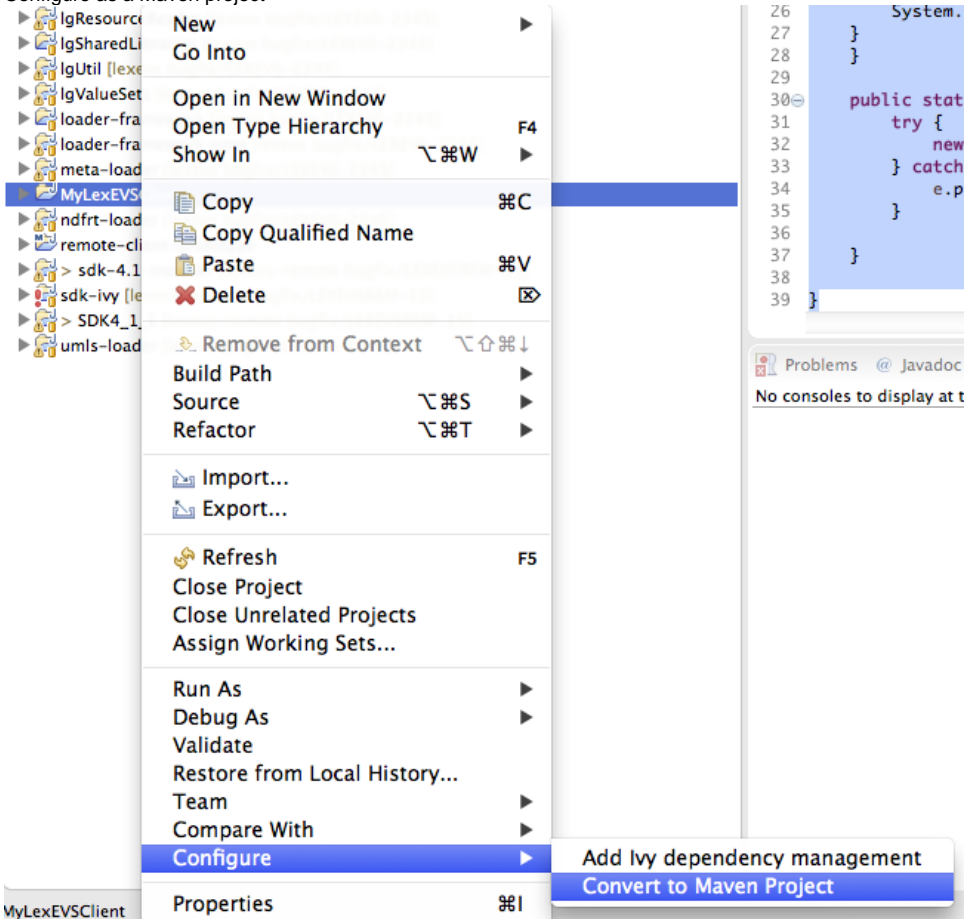 Configure as a Maven project
lgResource
lgSharedLi
lgUtil [lexe
lgValueSet
loader-fra
loader-fra
meta-load
MyLexEVSC
ndfrt-load
remote-cli
> sdk-4.1
sdk-ivy [le
> SDK4_1_
umls-load
New
Go Into
Open in New Window
Open Type Hierarchy F4
Show In ⌥⌘W
Copy ⌘C
Copy Qualified Name
Paste ⌘V
Delete ⌦
Remove from Context ⌥⇧⌘↓
Build Path
Source ⌥⌘S
Refactor ⌥⌘T
Import...
Export...
Refresh F5
Close Project
Close Unrelated Projects
Assign Working Sets...
Run As
Debug As
Validate
Restore from Local History...
Team
Compare With
Configure
Properties ⌘I
Add Ivy dependency management
Convert to Maven Project
26 System.
27 }
28 }
29
30 public stat
31 try {
32 new
33 } catch
34 e.p
35 }
36
37 }
38
39 }
Problems @ Javadoc
No consoles to display at t
MyLexEVSClient